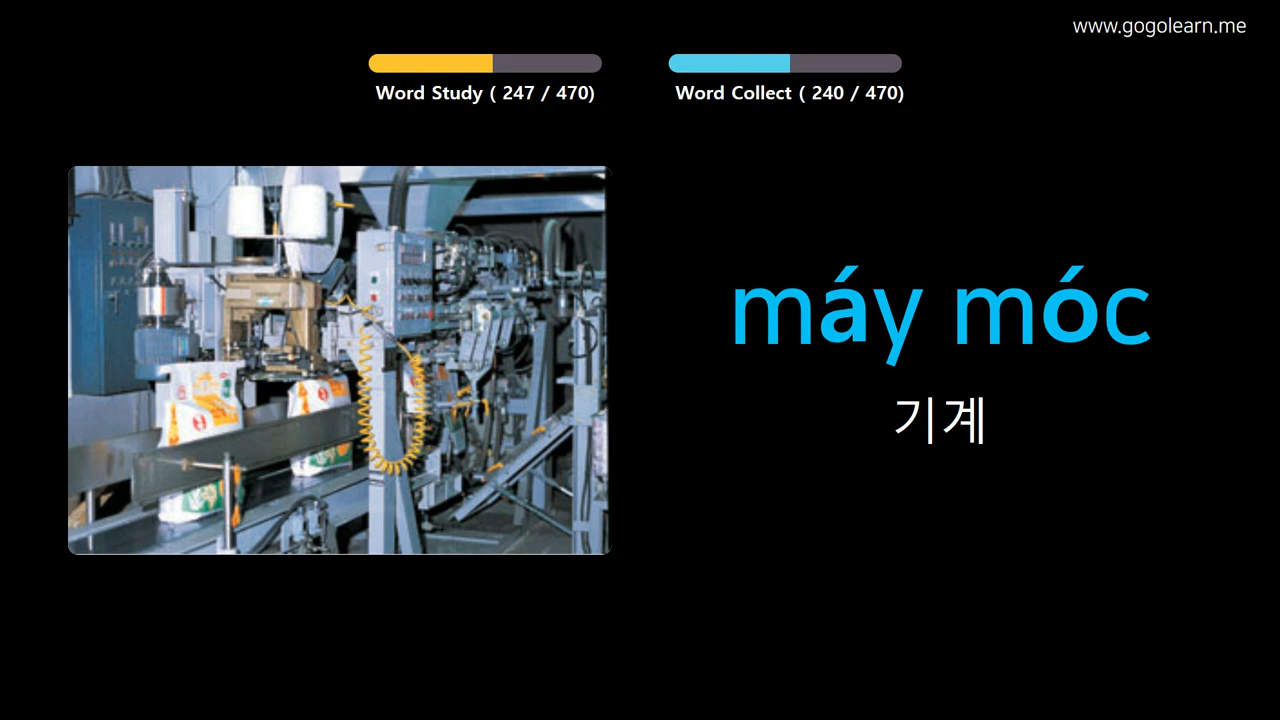 www.gogolearn.me
Word Study ( 247 / 470)
Word Collect ( 240 / 470)
máy móc
기계